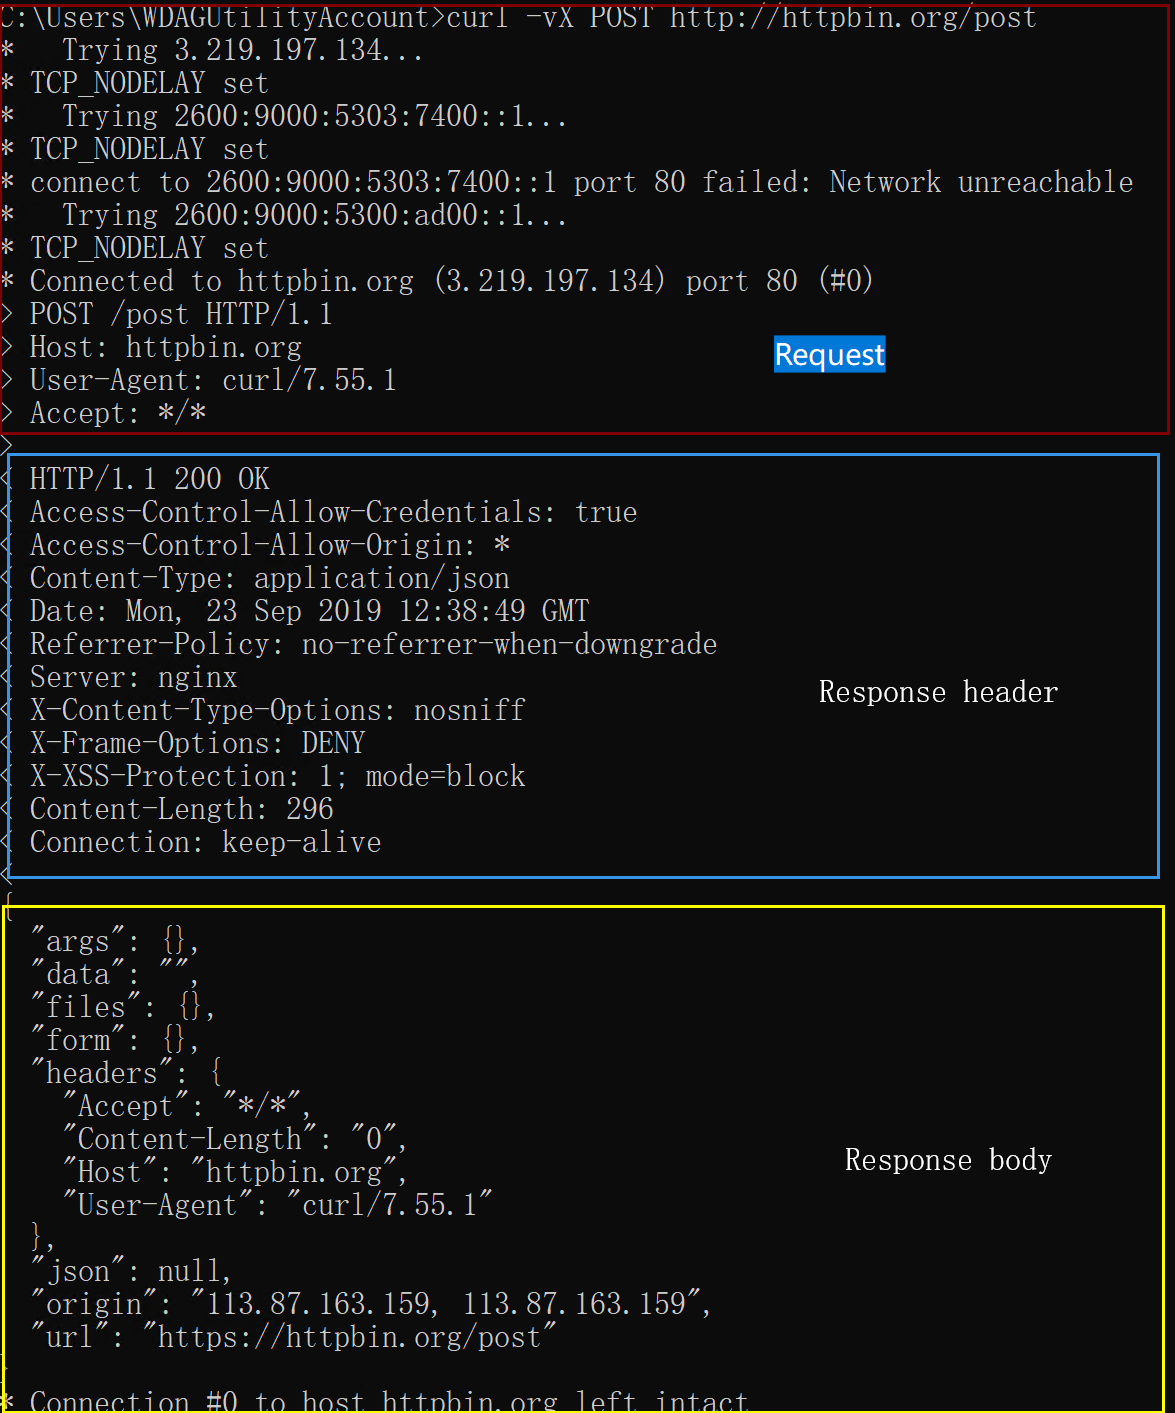 C:\Users\WDAGUtilityAccount>curl -vX POST http://httpbin.org/post
*   Trying 3.219.197.134...
* TCP_NODELAY set
*   Trying 2600:9000:5303:7400::1...
* TCP_NODELAY set
* connect to 2600:9000:5303:7400::1 port 80 failed: Network unreachable
*   Trying 2600:9000:5300:ad00::1...
* TCP_NODELAY set
* Connected to httpbin.org (3.219.197.134) port 80 (#0)
> POST /post HTTP/1.1
> Host: httpbin.org
Request
> User-Agent: curl/7.55.1
> Accept: */*
>
< HTTP/1.1 200 OK
< Access-Control-Allow-Credentials: true
< Access-Control-Allow-Origin: *
< Content-Type: application/json
< Date: Mon, 23 Sep 2019 12:38:49 GMT
< Referrer-Policy: no-referrer-when-downgrade
< Server: nginx
Response header
< X-Content-Type-Options: nosniff
< X-Frame-Options: DENY
< X-XSS-Protection: 1; mode=block
< Content-Length: 296
< Connection: keep-alive
<
{
  "args": {},
  "data": "",
  "files": {},
  "form": {},
  "headers": {
    "Accept": "*/*",
    "Content-Length": "0",
    "Host": "httpbin.org",
Response body
    "User-Agent": "curl/7.55.1"
  },
  "json": null,
  "origin": "113.87.163.159, 113.87.163.159",
  "url": "https://httpbin.org/post"
}
* Connection #0 to host httpbin.org left intact